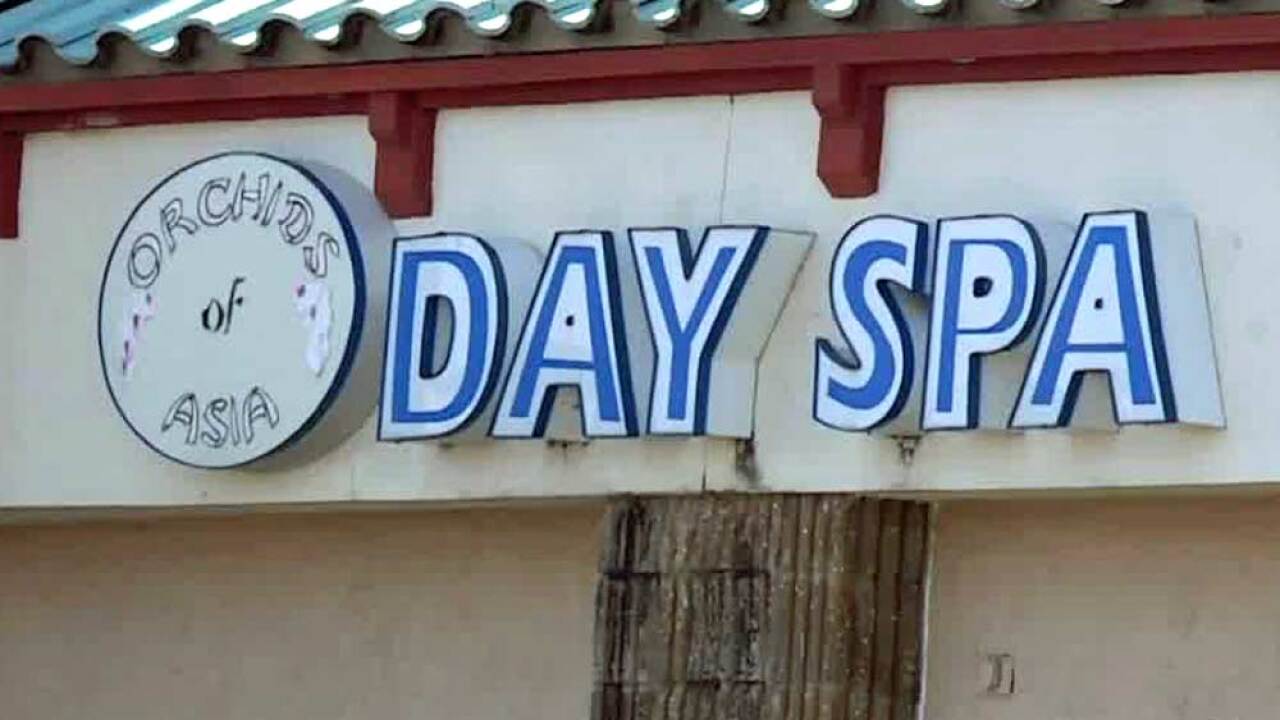 ORCHIDS
of
ASIA
DAY SPA